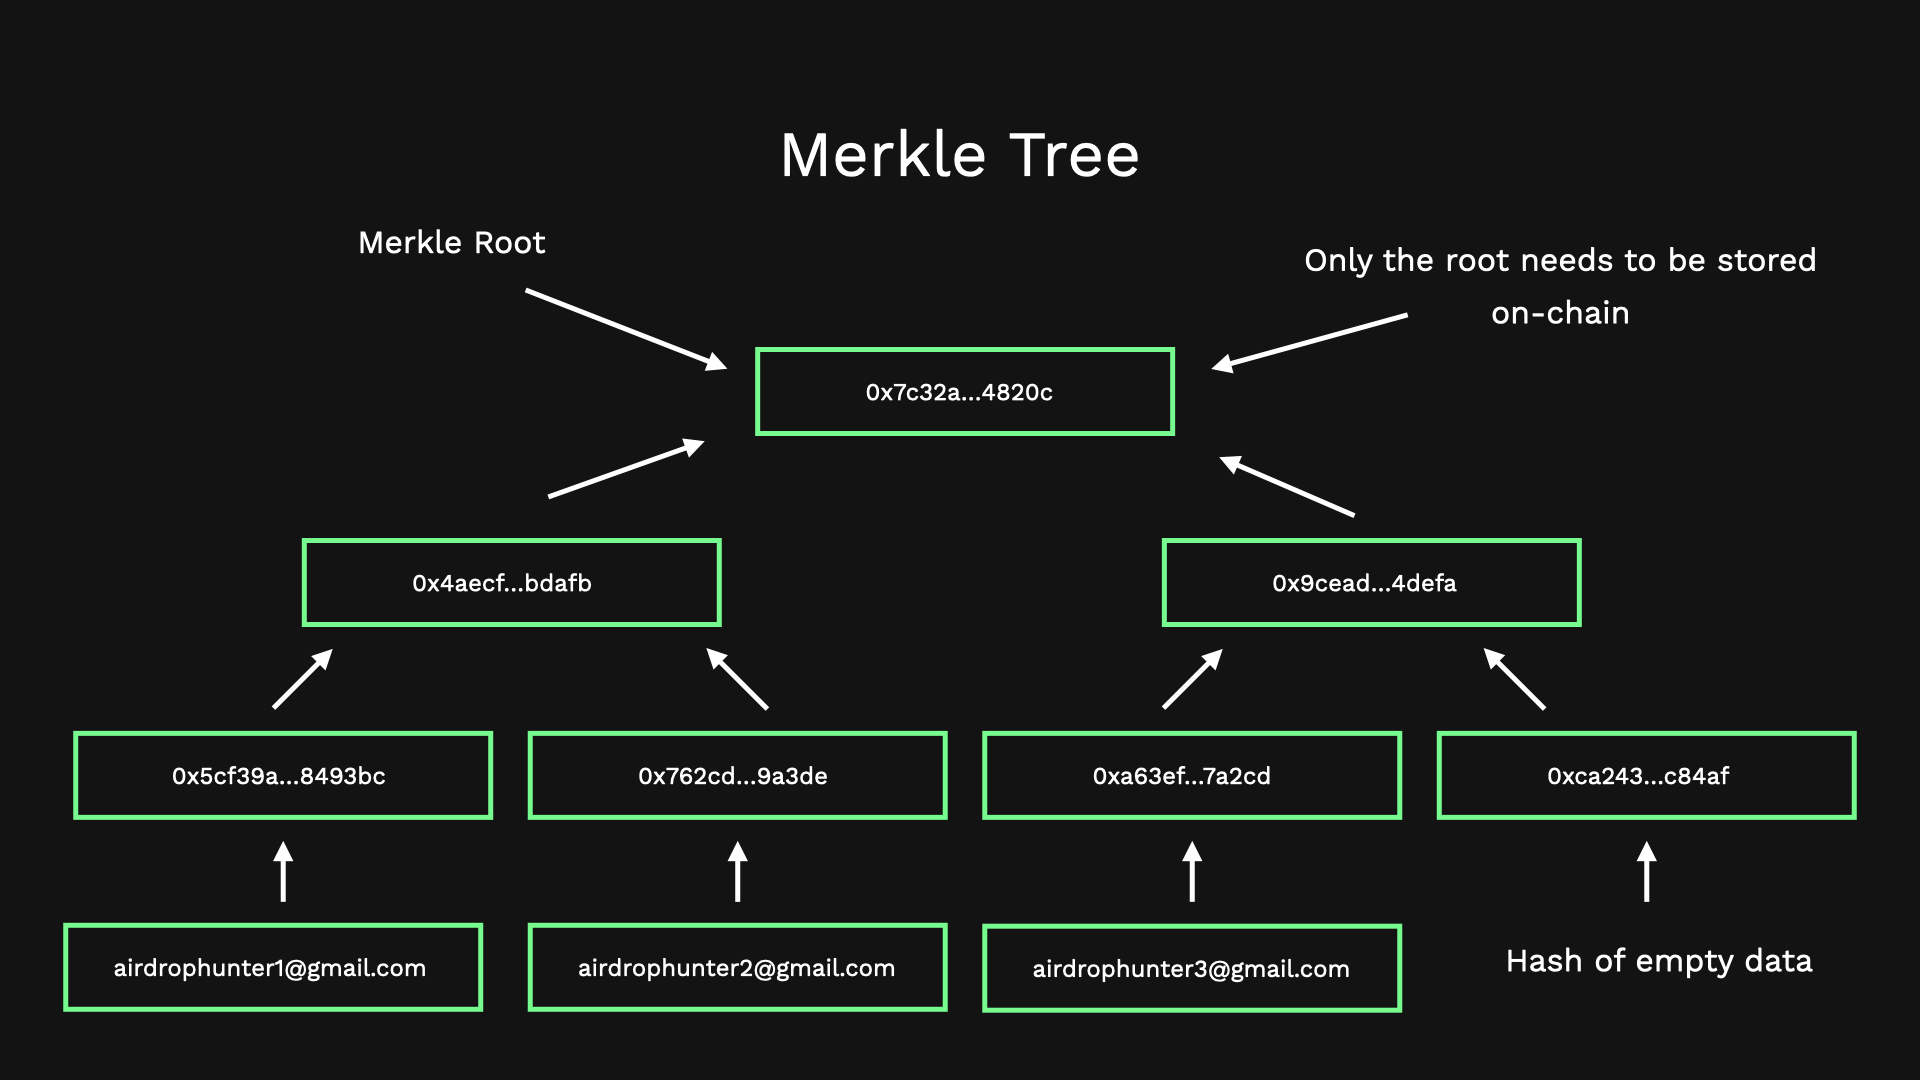 Merkle Tree
Merkle Root
Only the root needs to be stored
on-chain
0x7c32a...4820c
0x4aecf...bdafb
0x9cead...4defa
0x5cf39a...8493bc
0x762cd...9a3de
0xa63ef...7a2cd
0xca243...c84af
airdrophunter1@gmail.com
airdrophunter2@gmail.com
airdrophunter3@gmail.com
Hash of empty data